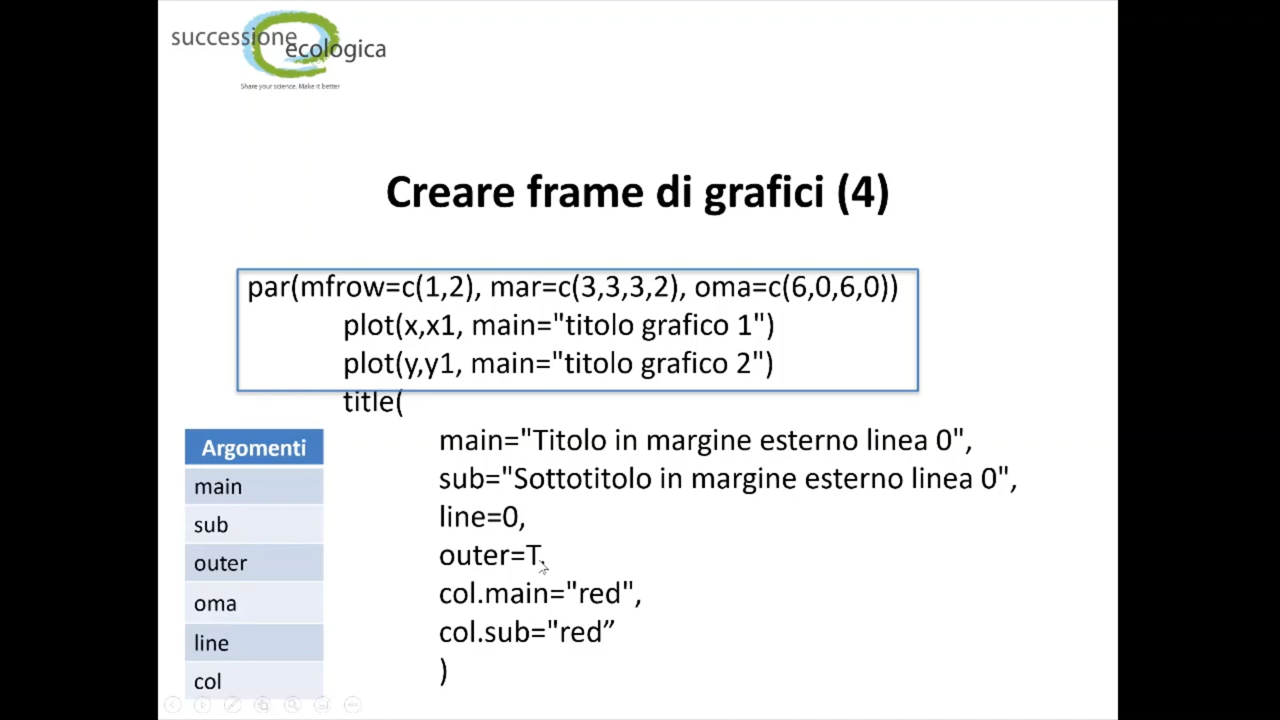 successione
ecologica
Share your science. Make it better
Creare frame di grafici (4)
par(mfrow=c(1,2), mar=c(3,3,3,2), oma=c(6,0,6,0))
plot(x,x1, main="titolo grafico 1")
plot(y,y1, main="titolo grafico 2")
title(
main="Titolo in margine esterno linea 0",
sub="Sottotitolo in margine esterno linea 0",
line=0,
outer=T,
col.main="red",
col.sub="red”
)
Argomenti
main
sub
outer
oma
line
col